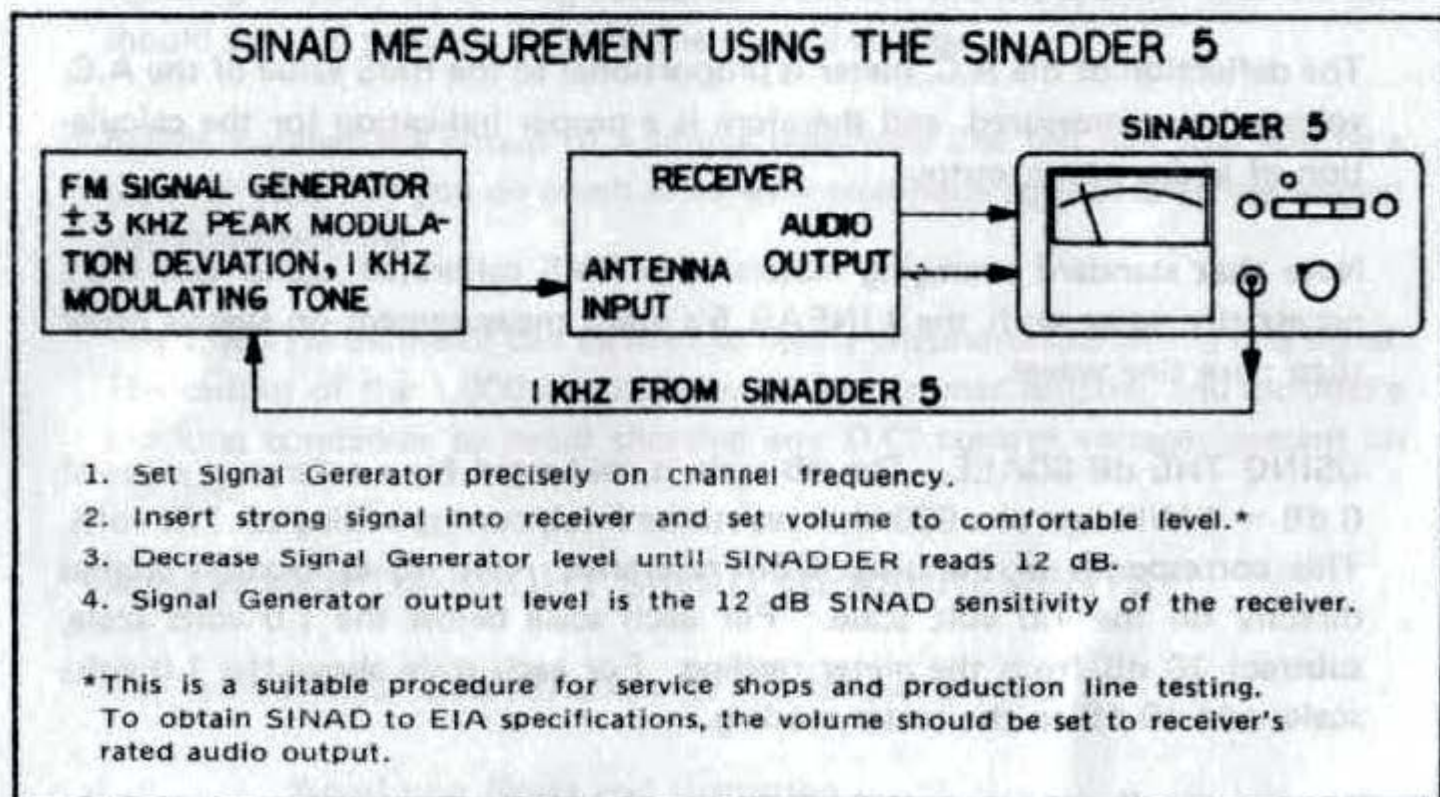 SINAD MEASUREMENT USING THE SINADDER 5
SINADDER 5
FM SIGNAL GENERATOR
±3 KHZ PEAK MODULA-
TION DEVIATION, 1 KHZ
MODULATING TONE
RECEIVER
AUDIO
OUTPUT
ANTENNA
INPUT
1 KHZ FROM SINADDER 5
1. Set Signal Gererator precisely on channel frequency.
2. Insert strong signal into receiver and set volume to comfortable level.*
3. Decrease Signal Generator level until SINADDER reads 12 dB.
4. Signal Generator output level is the 12 dB SINAD sensitivity of the receiver.
*This is a suitable procedure for service shops and production line testing.
To obtain SINAD to EIA specifications, the volume should be set to receiver's
rated audio output.